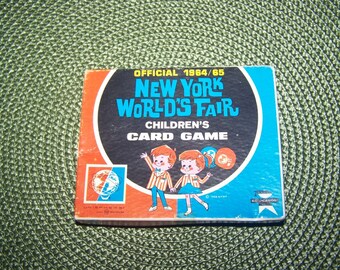 OFFICIAL 1964/65
NEW YORK
WORLD'S FAIR
CHILDREN'S
CARD GAME